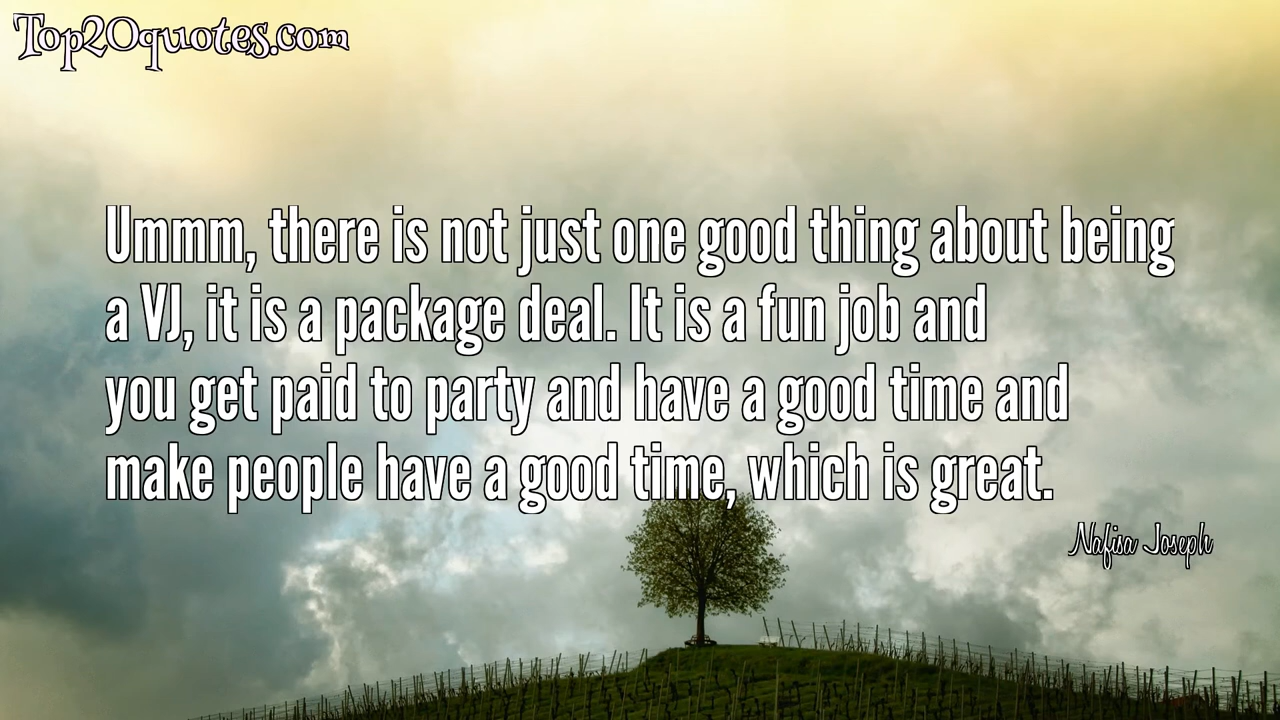 Top20quotes.com
Ummm, there is not just one good thing about being
a VJ, it is a package deal. It is a fun job and
you get paid to party and have a good time and
make people have a good time, which is great.
Nafisa Joseph